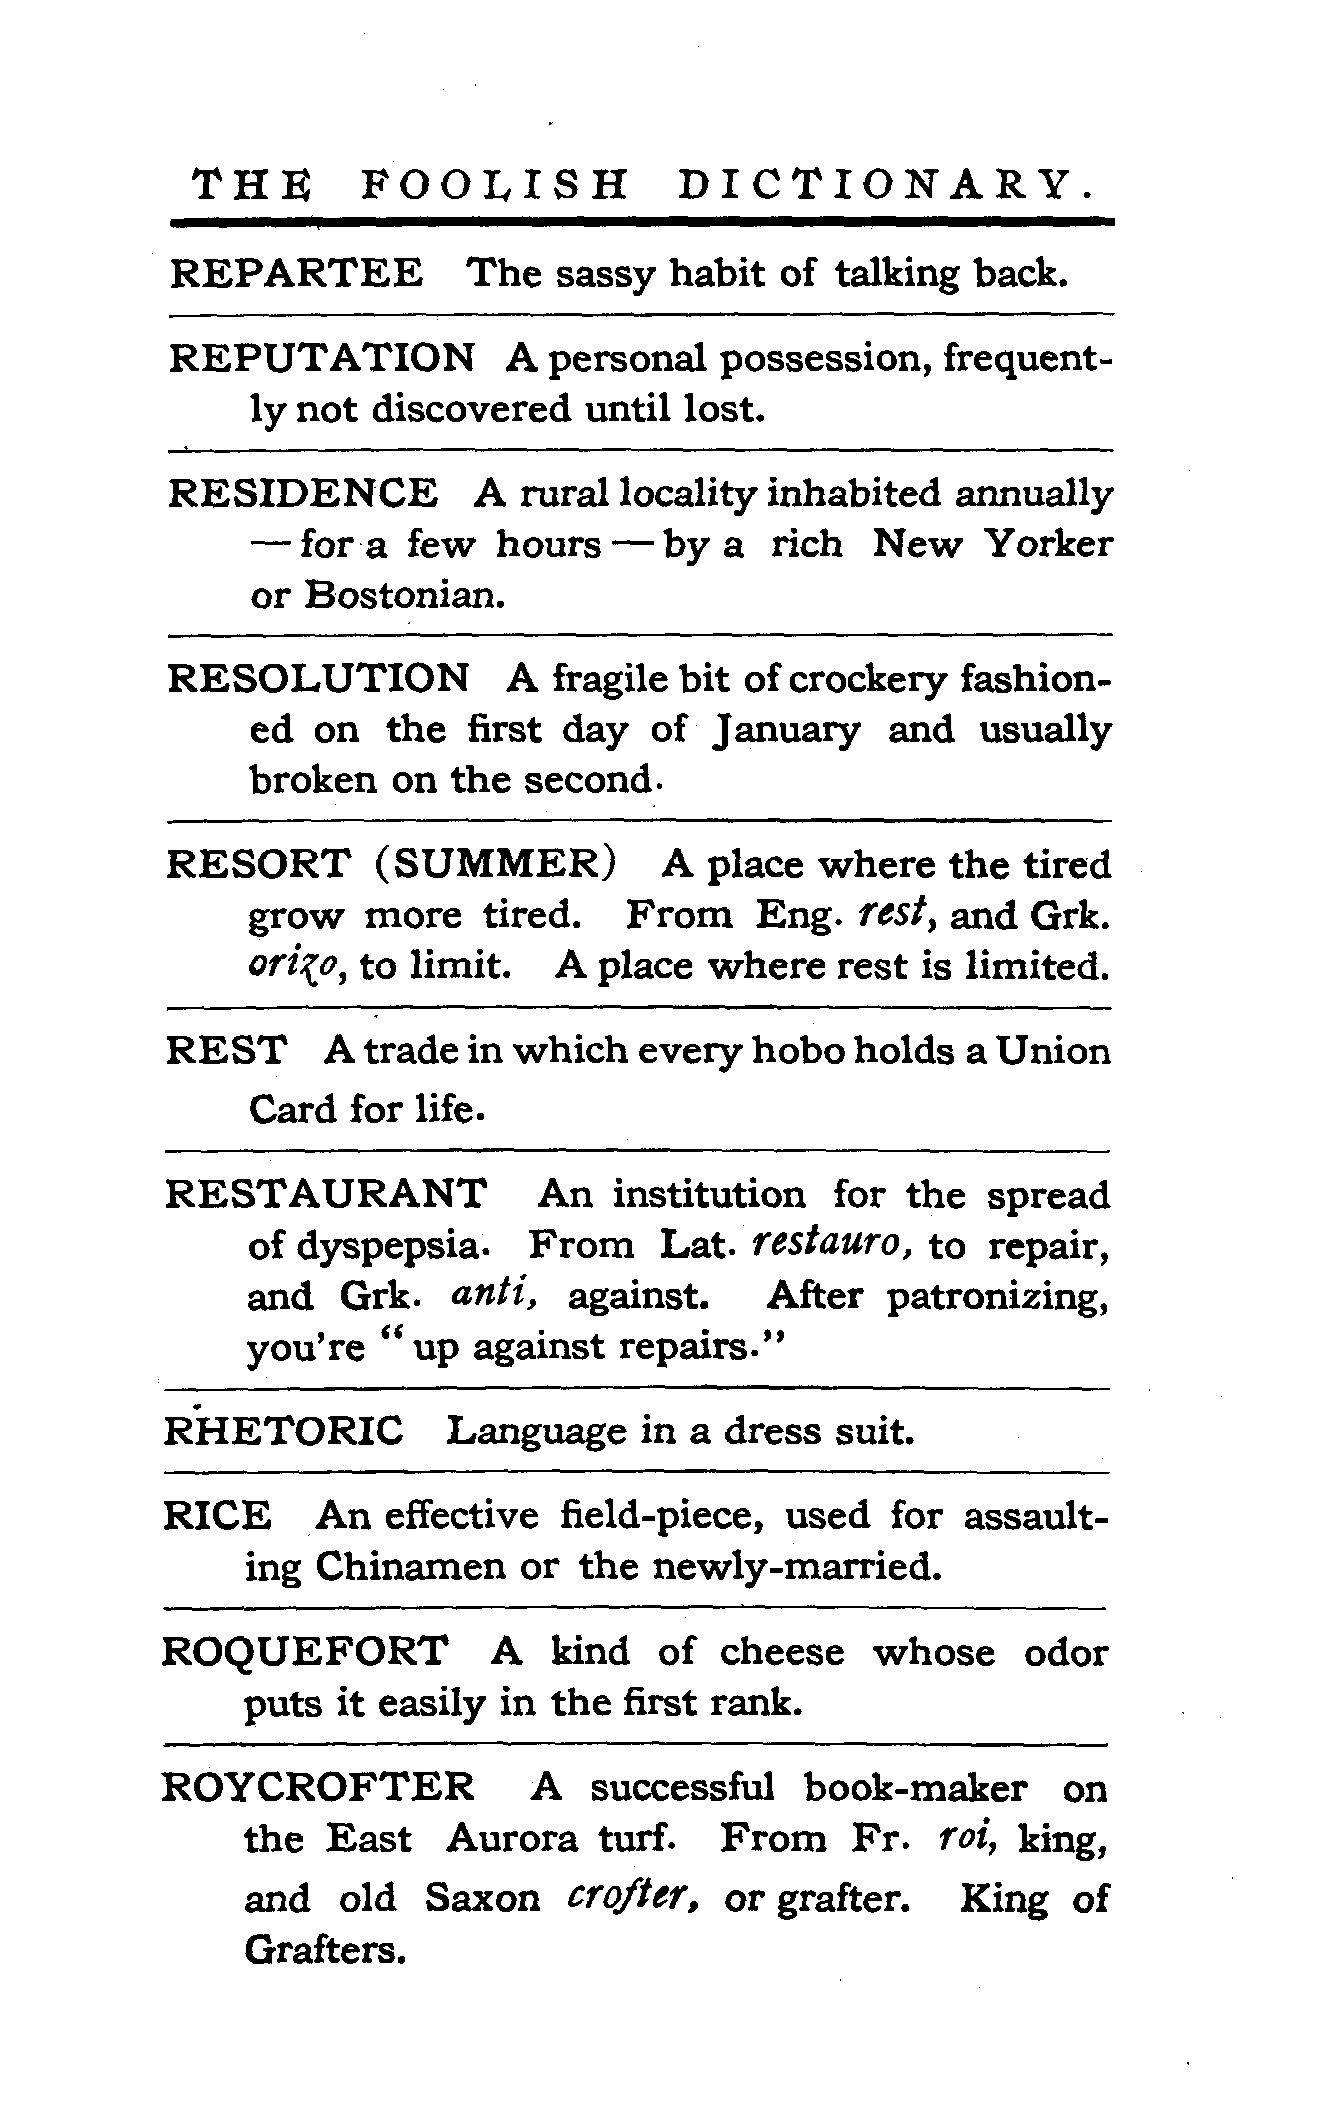 THE FOOLISH DICTIONARY.
REPARTEE The sassy habit of talking back.
REPUTATION A personal possession, frequent-
ly not discovered until lost.
RESIDENCE A rural locality inhabited annually
— for a few hours — by a rich New Yorker
or Bostonian.
RESOLUTION A fragile bit of crockery fashion-
ed on the first day of January and usually
broken on the second.
RESORT (SUMMER) A place where the tired
grow more tired. From Eng. rest, and Grk.
orizo, to limit. A place where rest is limited.
REST A trade in which every hobo holds a Union
Card for life.
RESTAURANT An institution for the spread
of dyspepsia. From Lat. restauro, to repair,
and Grk. anti, against. After patronizing,
you're “ up against repairs.”
RHETORIC Language in a dress suit.
RICE An effective field-piece, used for assault-
ing Chinamen or the newly-married.
ROQUEFORT A kind of cheese whose odor
puts it easily in the first rank.
ROYCROFTER A successful book-maker on
the East Aurora turf. From Fr. roi, king,
and old Saxon crofter, or grafter. King of
Grafters.